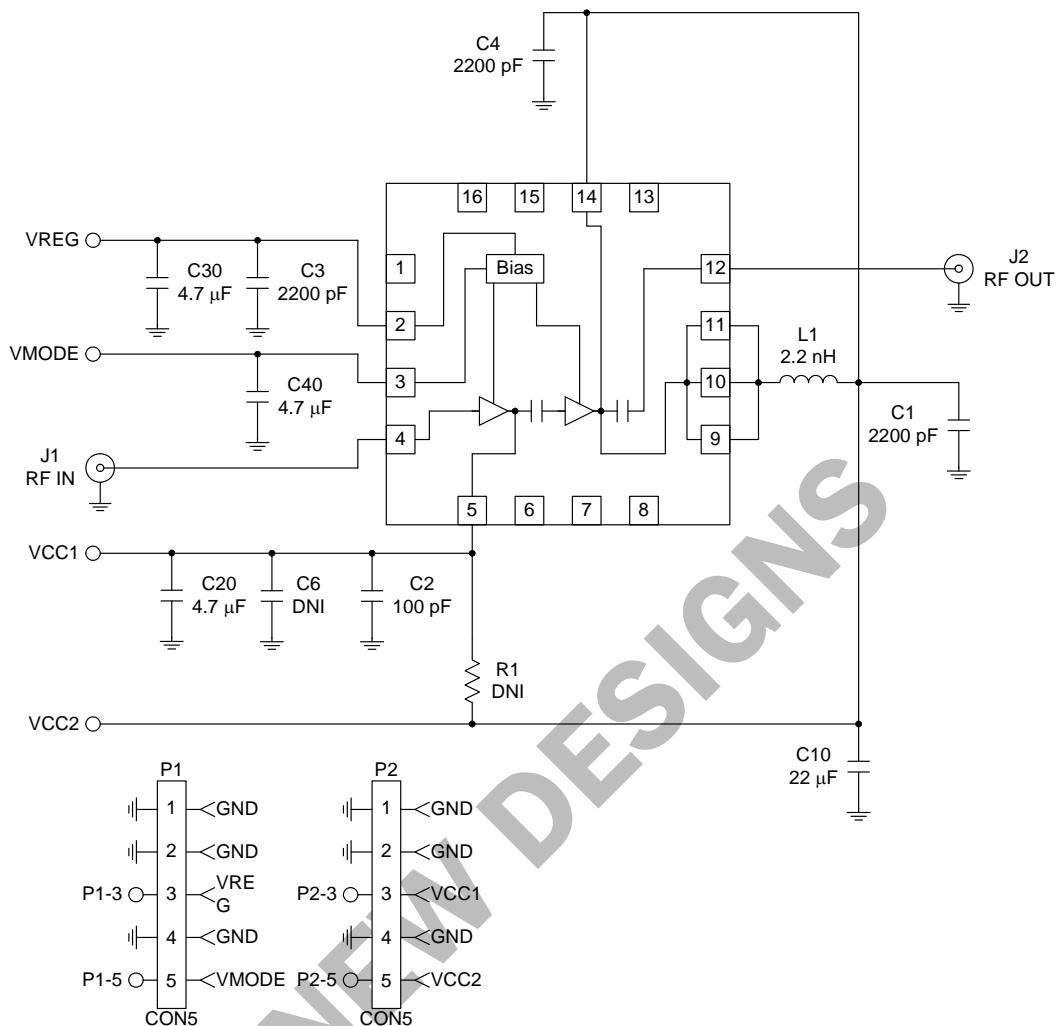 C4
2200 pF
16
15
14
13
VREG
C30
4.7 μF
C3
2200 pF
1
Bias
12
J2
RF OUT
2
11
VMODE
C40
4.7 μF
3
10
L1
2.2 nH
J1
RF IN
4
9
C1
2200 pF
5
6
7
8
VCC1
C20
4.7 μF
C6
DNI
C2
100 pF
R1
DNI
VCC2
C10
22 μF
P1
1
GND
2
GND
P1-3
3
VRE
G
4
GND
P1-5
5
VMODE
CON5
P2
1
GND
2
GND
P2-3
3
VCC1
4
GND
P2-5
5
VCC2
CON5
NEW DESIGNS